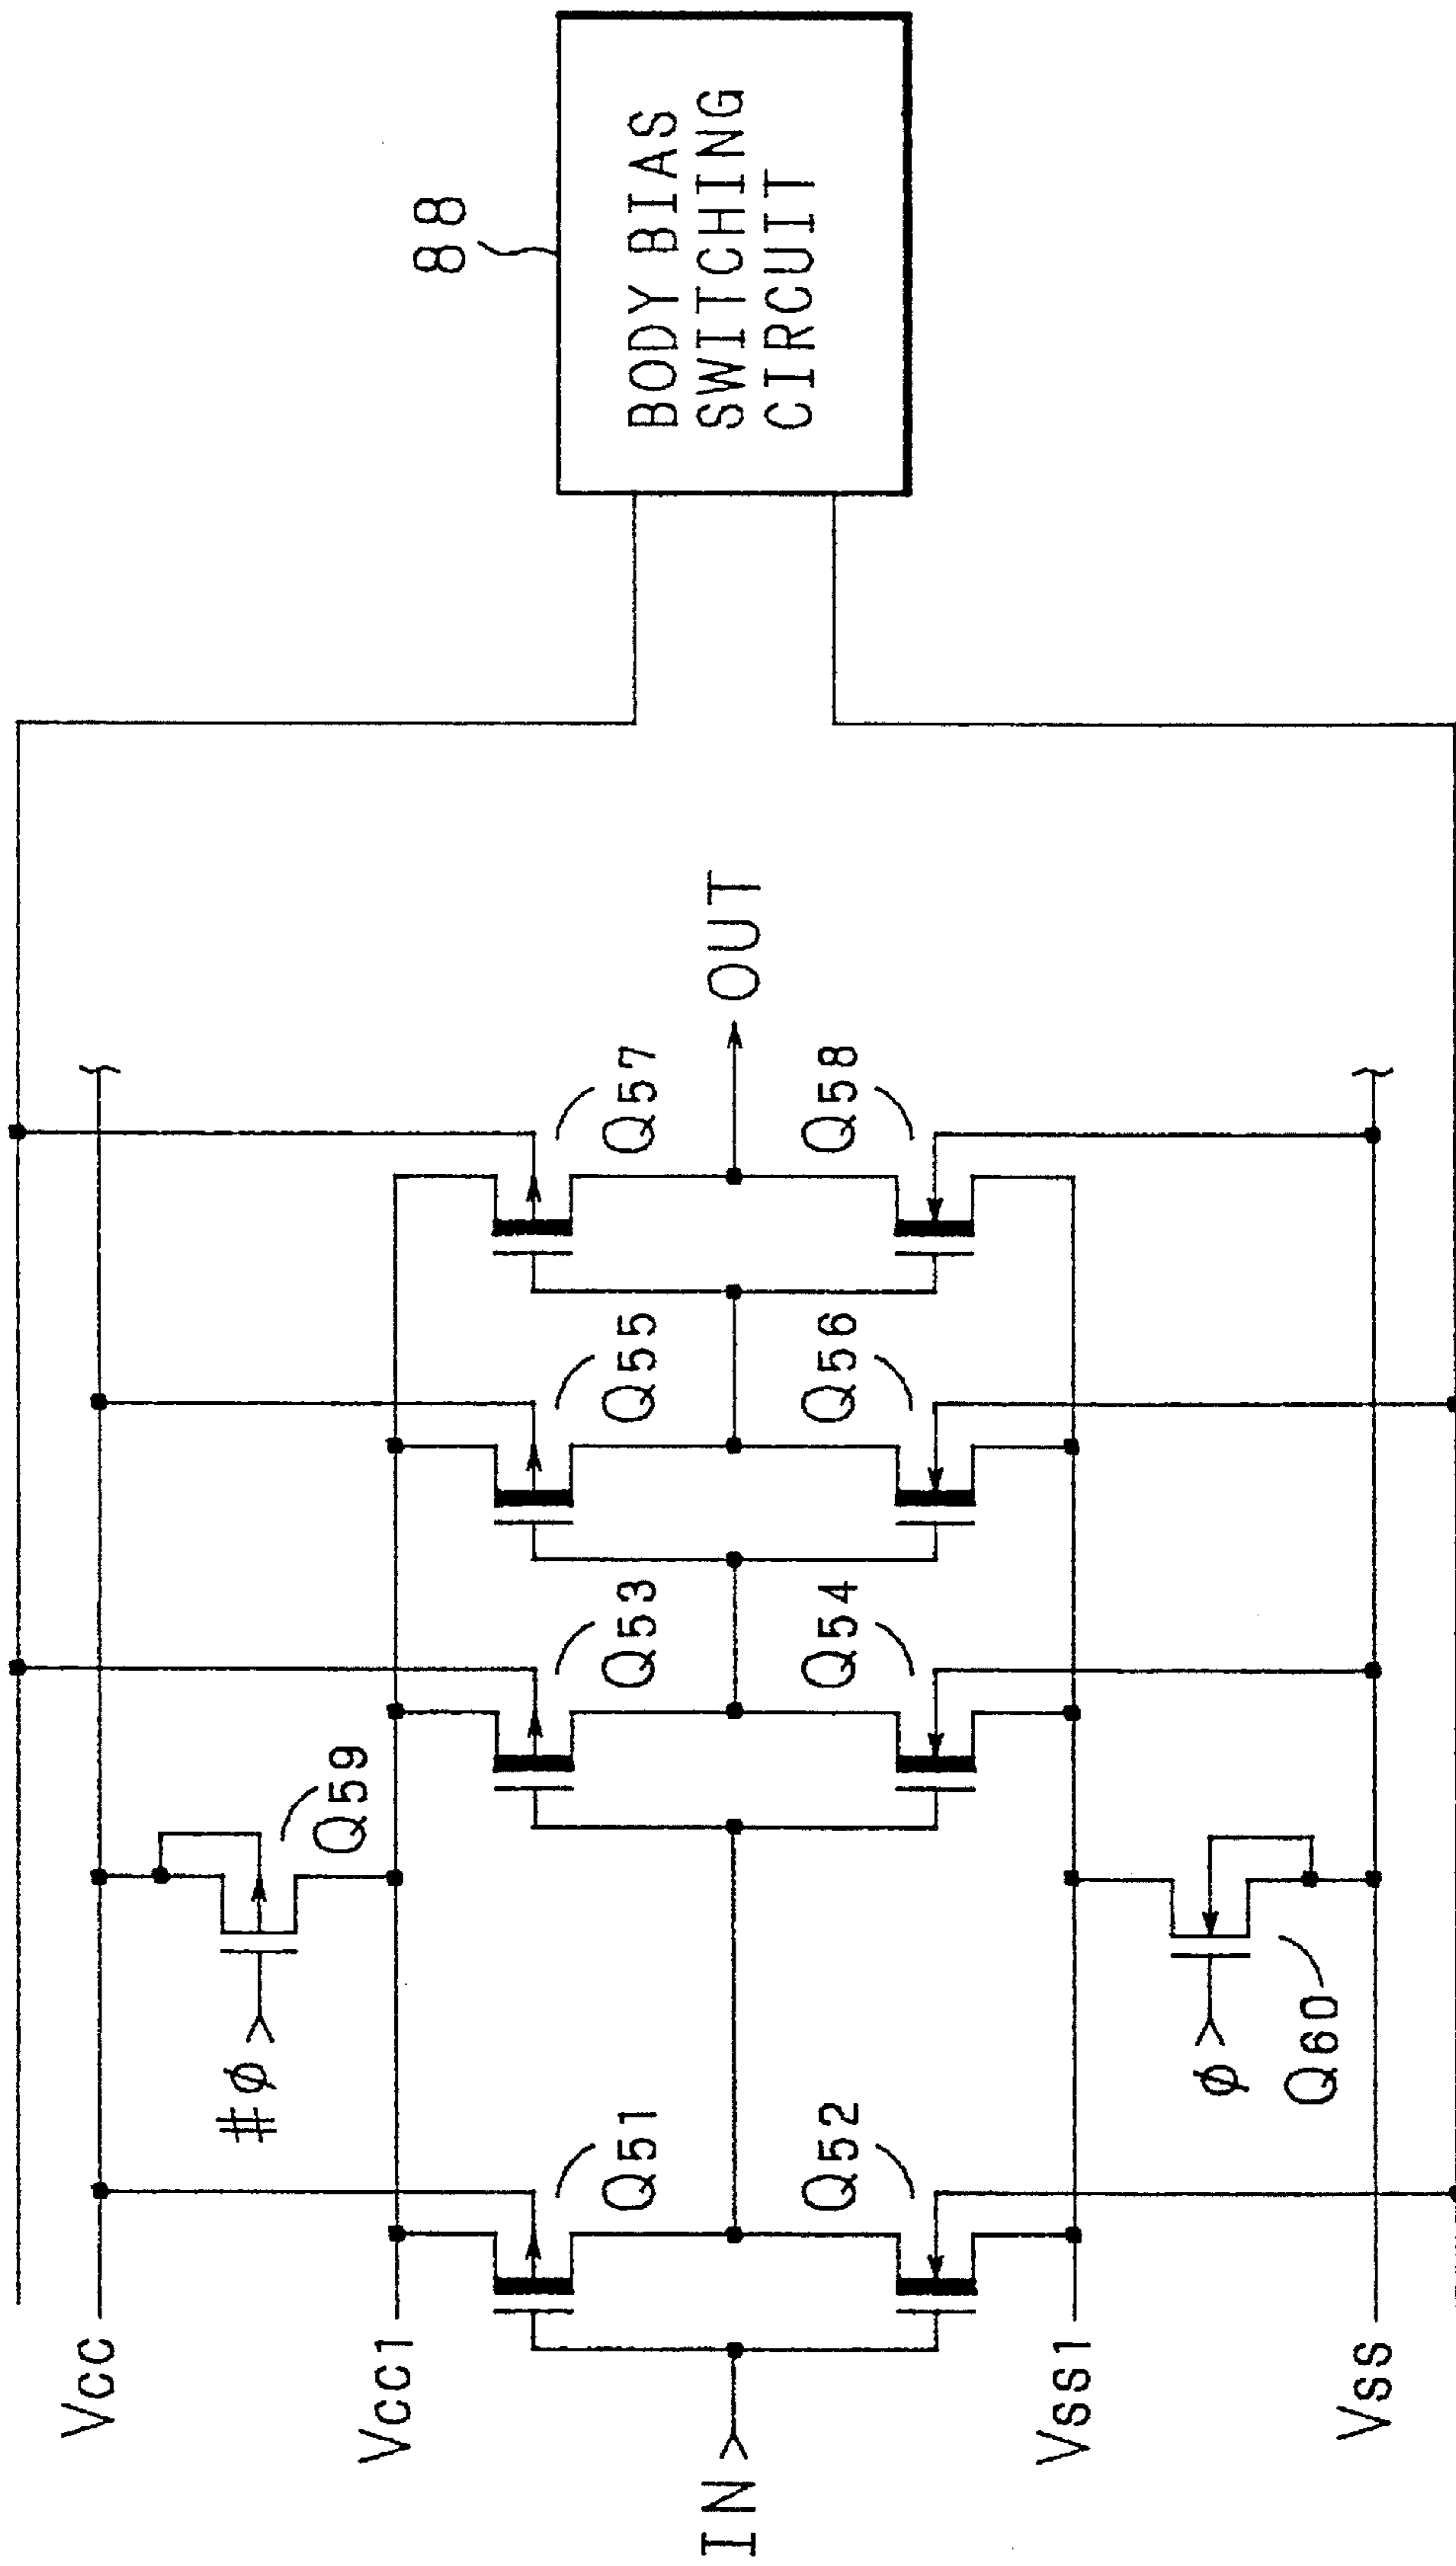 88
BODY BIAS
SWITCHING
CIRCUIT
VCC
#φ
Q59
VCC1
Q51
Q53
Q55
Q57
IN
OUT
Q52
Q54
Q56
Q58
VSS1
φ
Q60
VSS